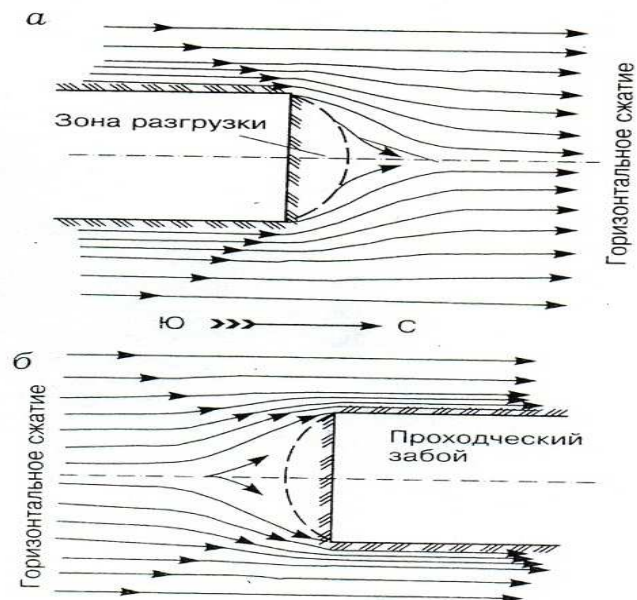 а
Зона разгрузки
Горизонтальное сжатие
Ю
С
б
Горизонтальное сжатие
Проходческий
забой